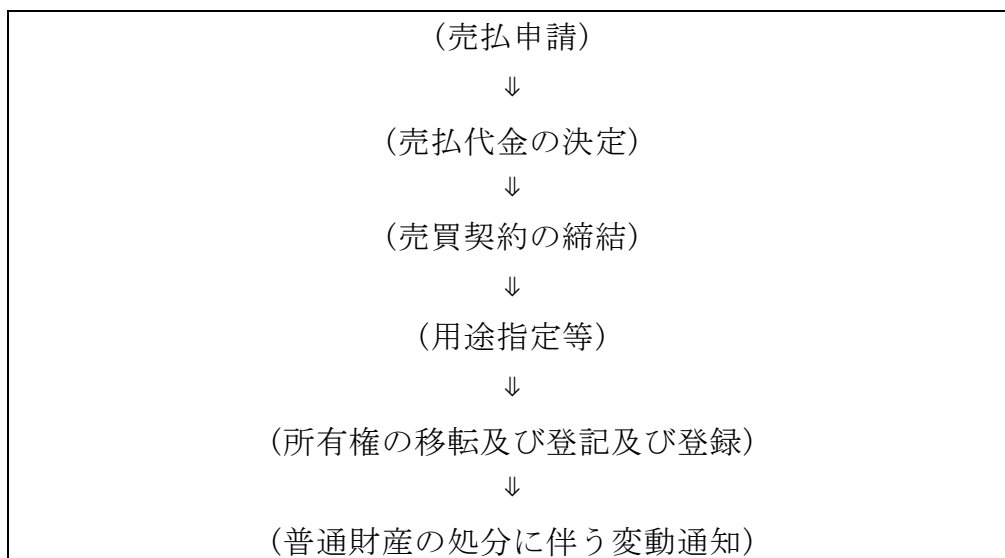 (売払申請)
⇓
(売払代金の決定)
⇓
(売買契約の締結)
⇓
(用途指定等)
⇓
(所有権の移転及び登記及び登録)
⇓
(普通財産の処分に伴う変動通知)